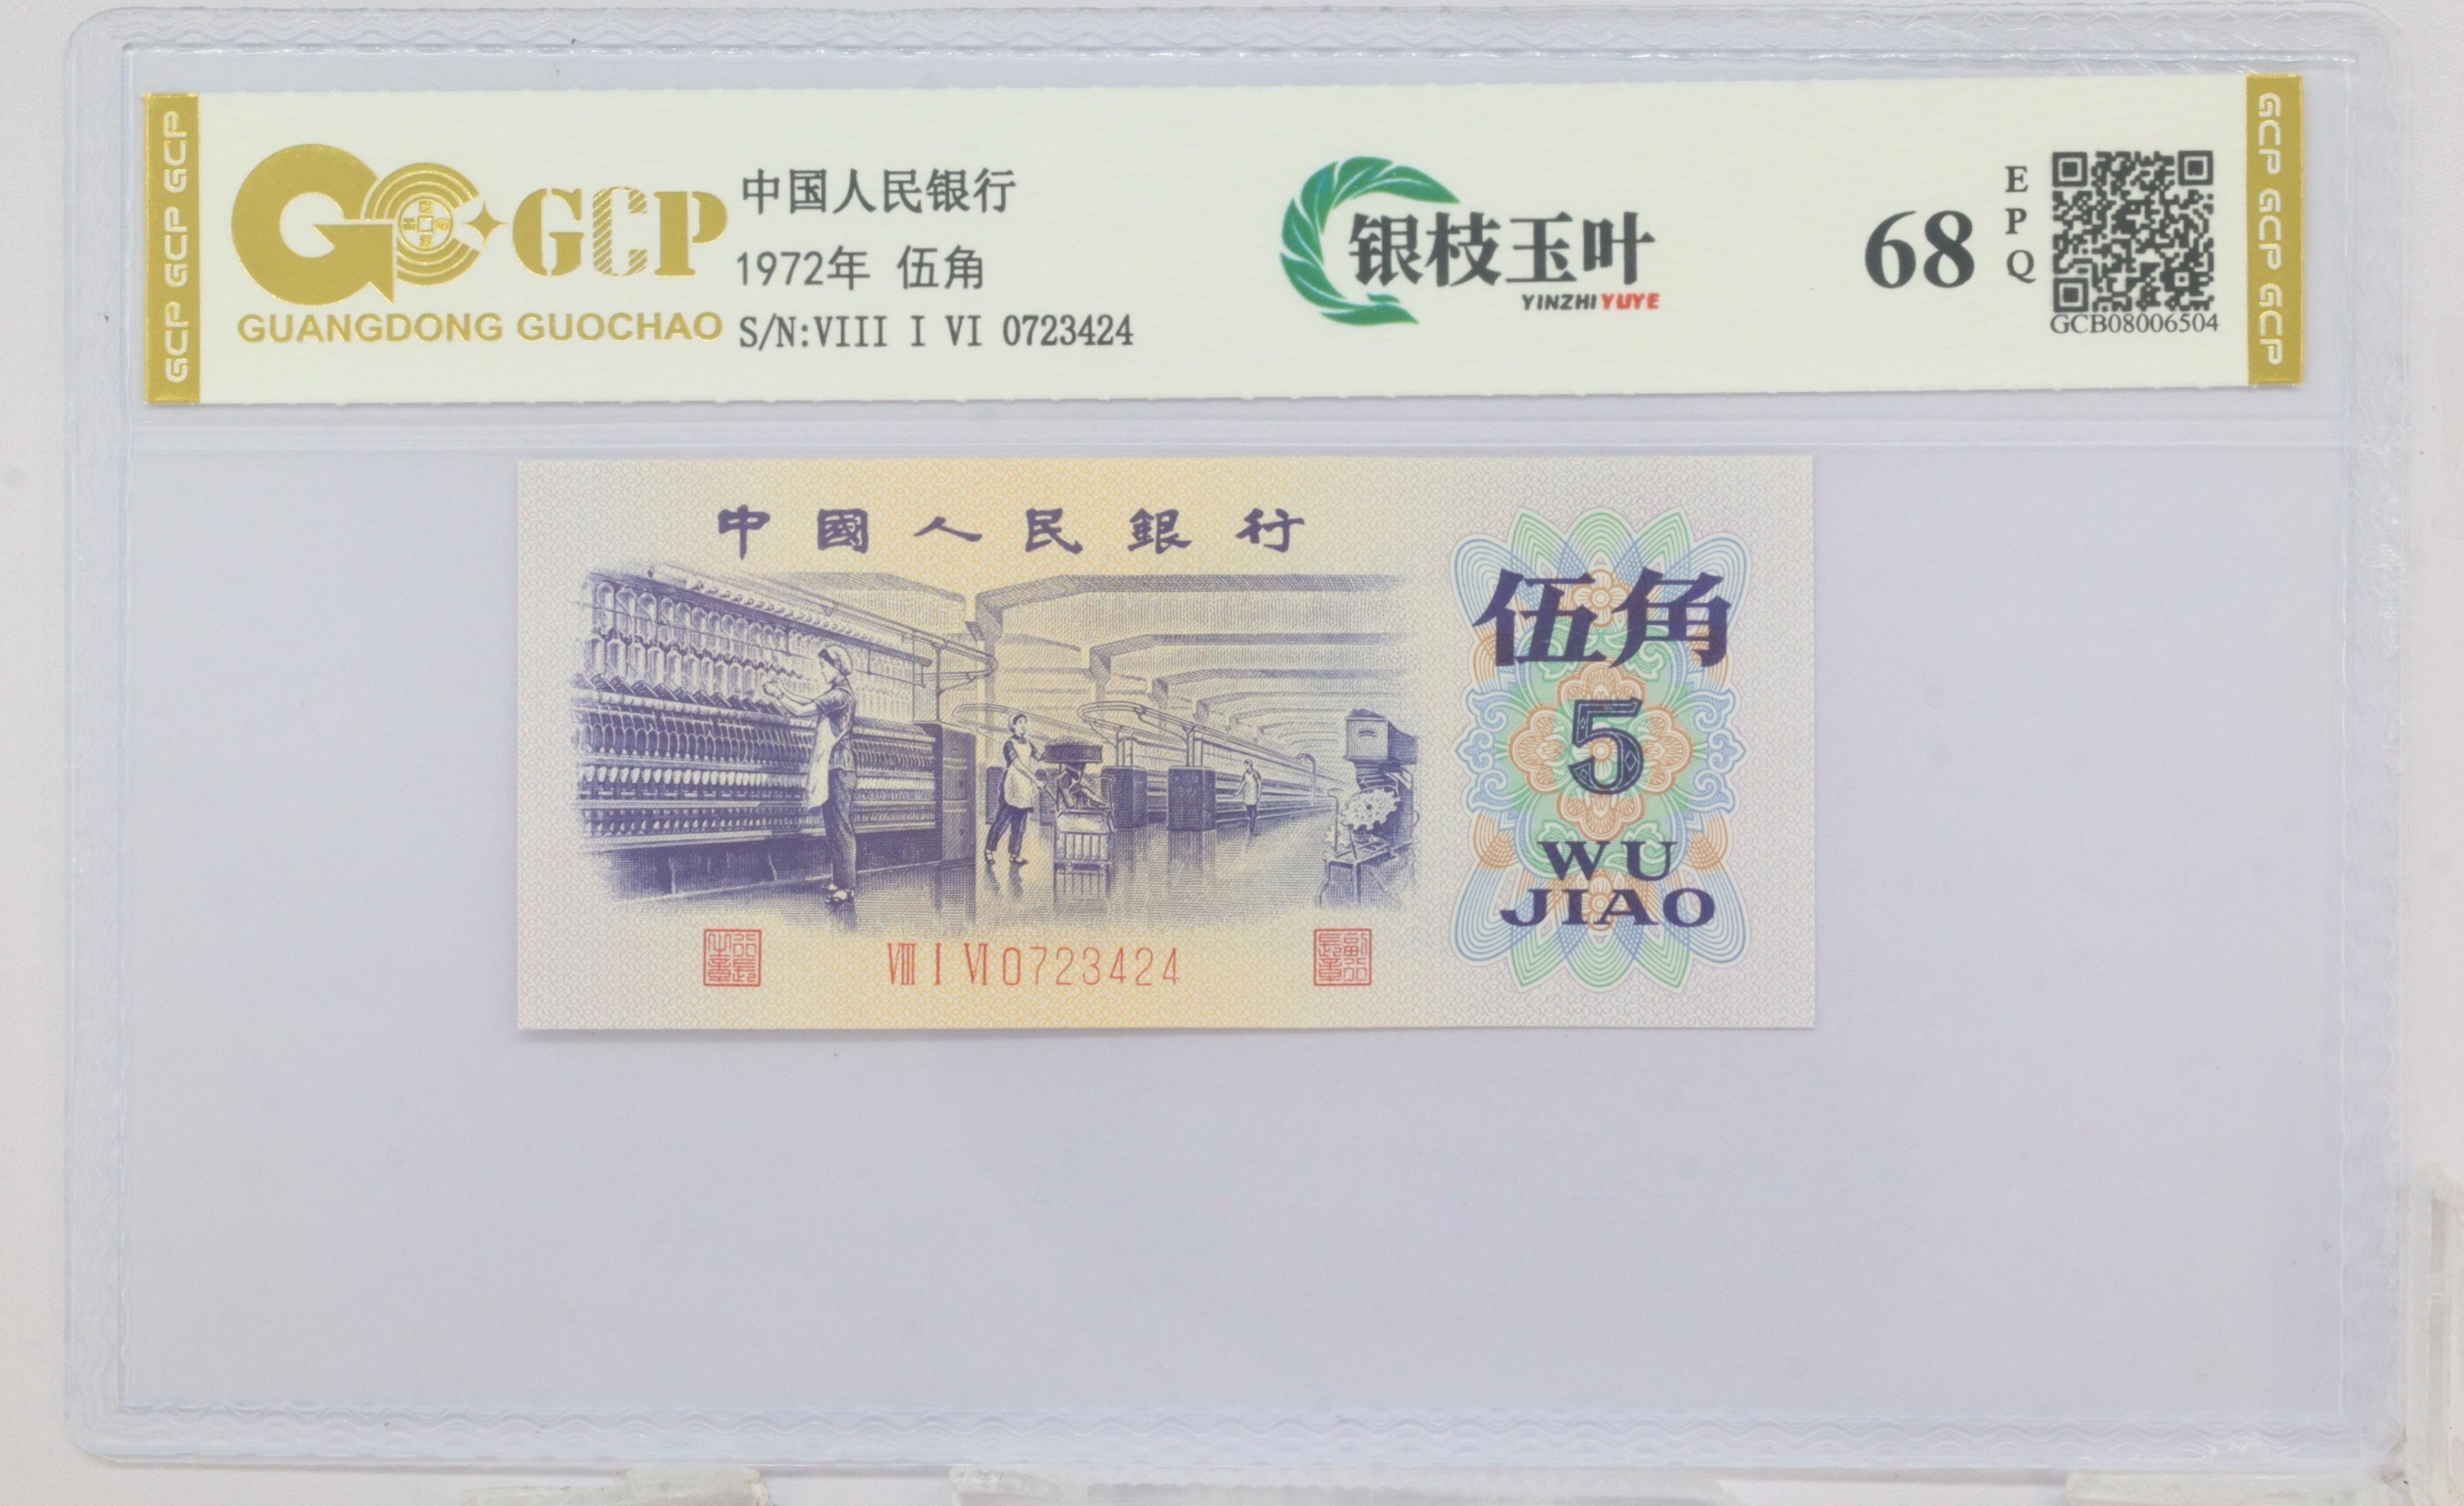 GCP GCP GCP
GCP
GUANGDONG GUOCHAO
中国人民银行
1972年 伍角
S/N:VIII I VI 0723424
银枝玉叶
YINZHIYUYE
68
EPQ
GCB08006504
GCP GCP GCP
中國人民銀行
伍角
5
WU
JIAO
VIII I VI 0723424